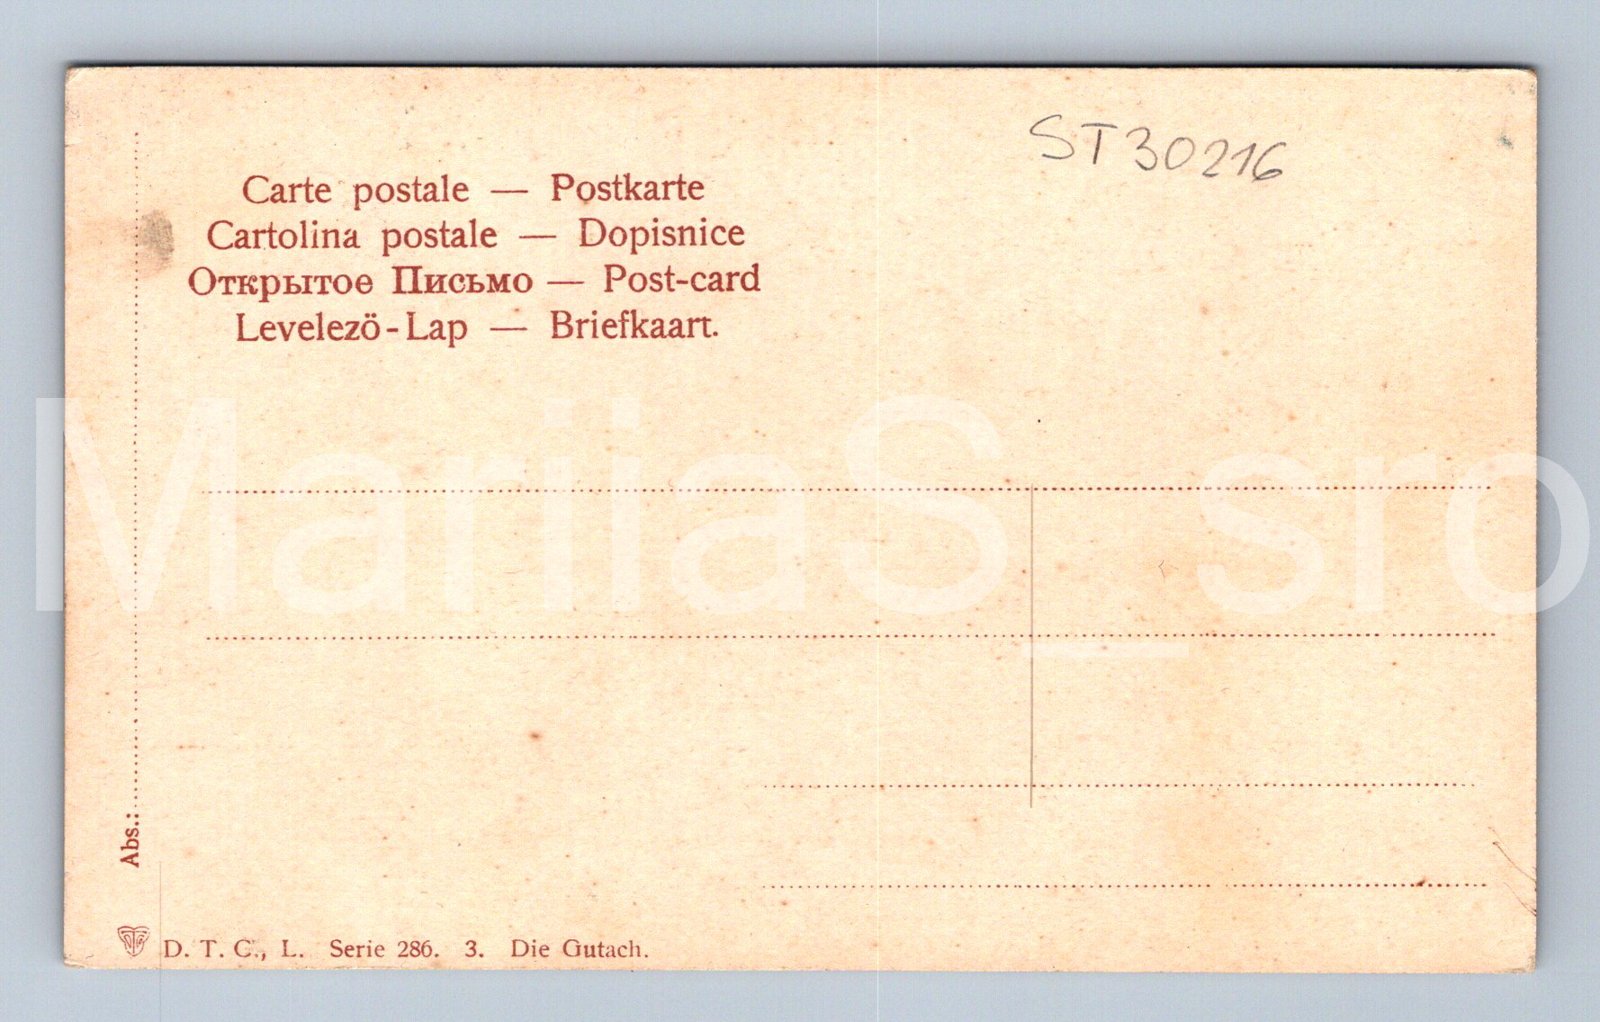 ST30216
Carte postale — Postkarte
Cartolina postale — Dopisnice
Открытое Письмо — Post-card
Levelezö-Lap — Briefkaart.
MariiaS_sro
Abs.:
D. T. C., L. Serie 286. 3. Die Gutach.